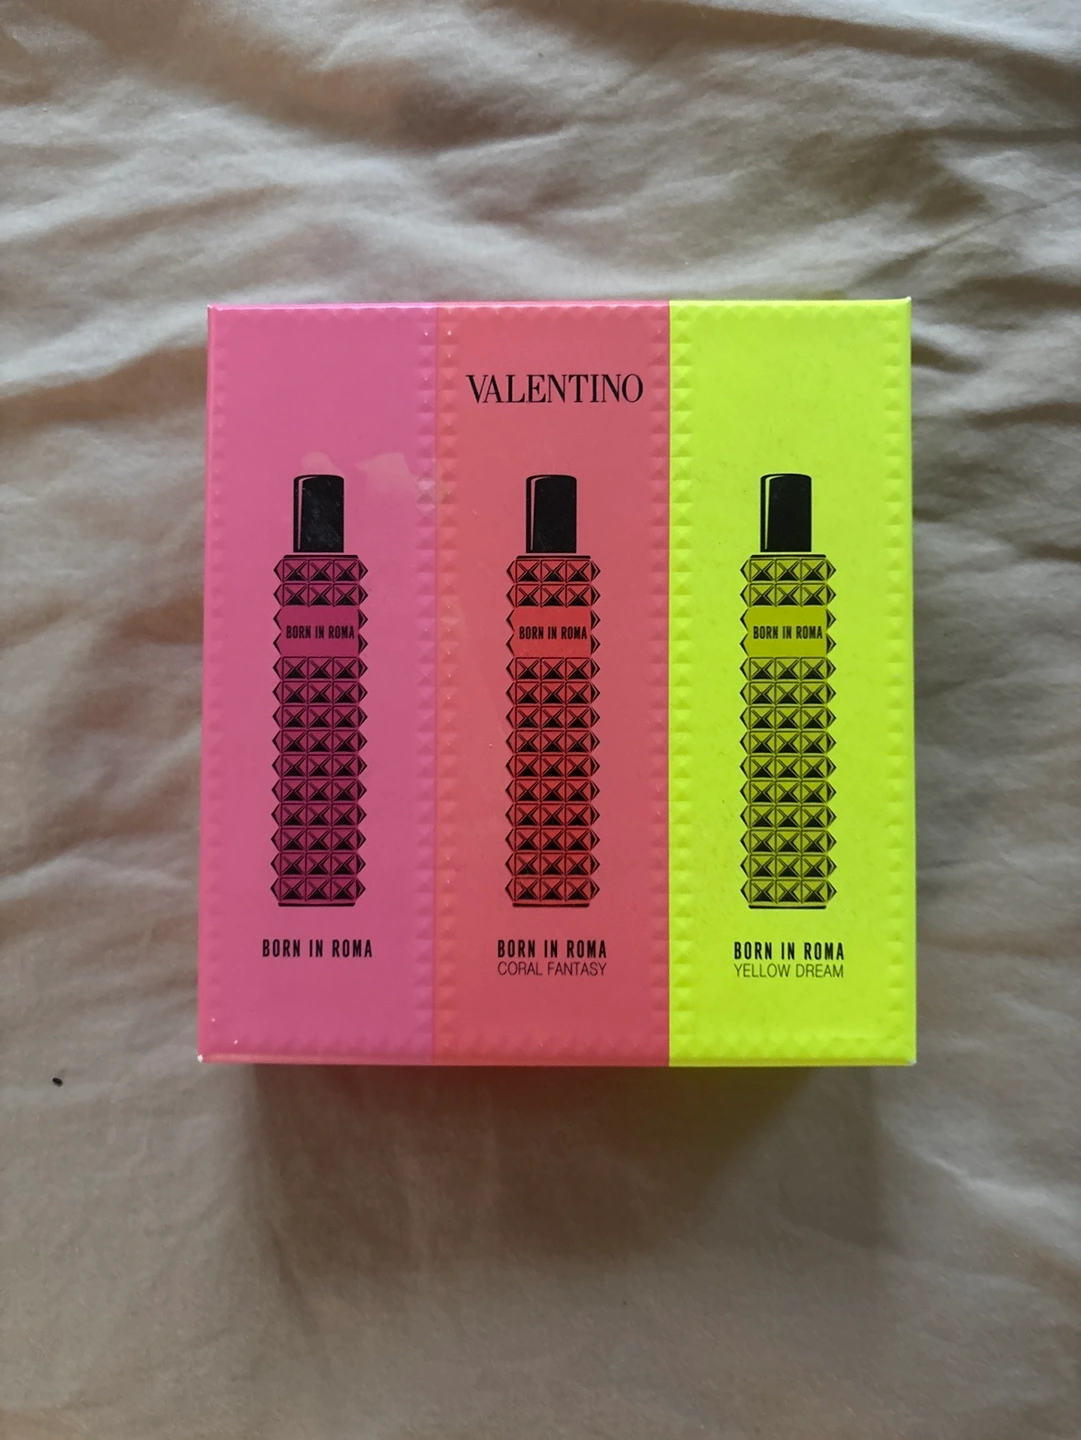 VALENTINO
BORN IN ROMA
BORN IN ROMA
BORN IN ROMA
BORN IN ROMA
BORN IN ROMA
CORAL FANTASY
BORN IN ROMA
YELLOW DREAM